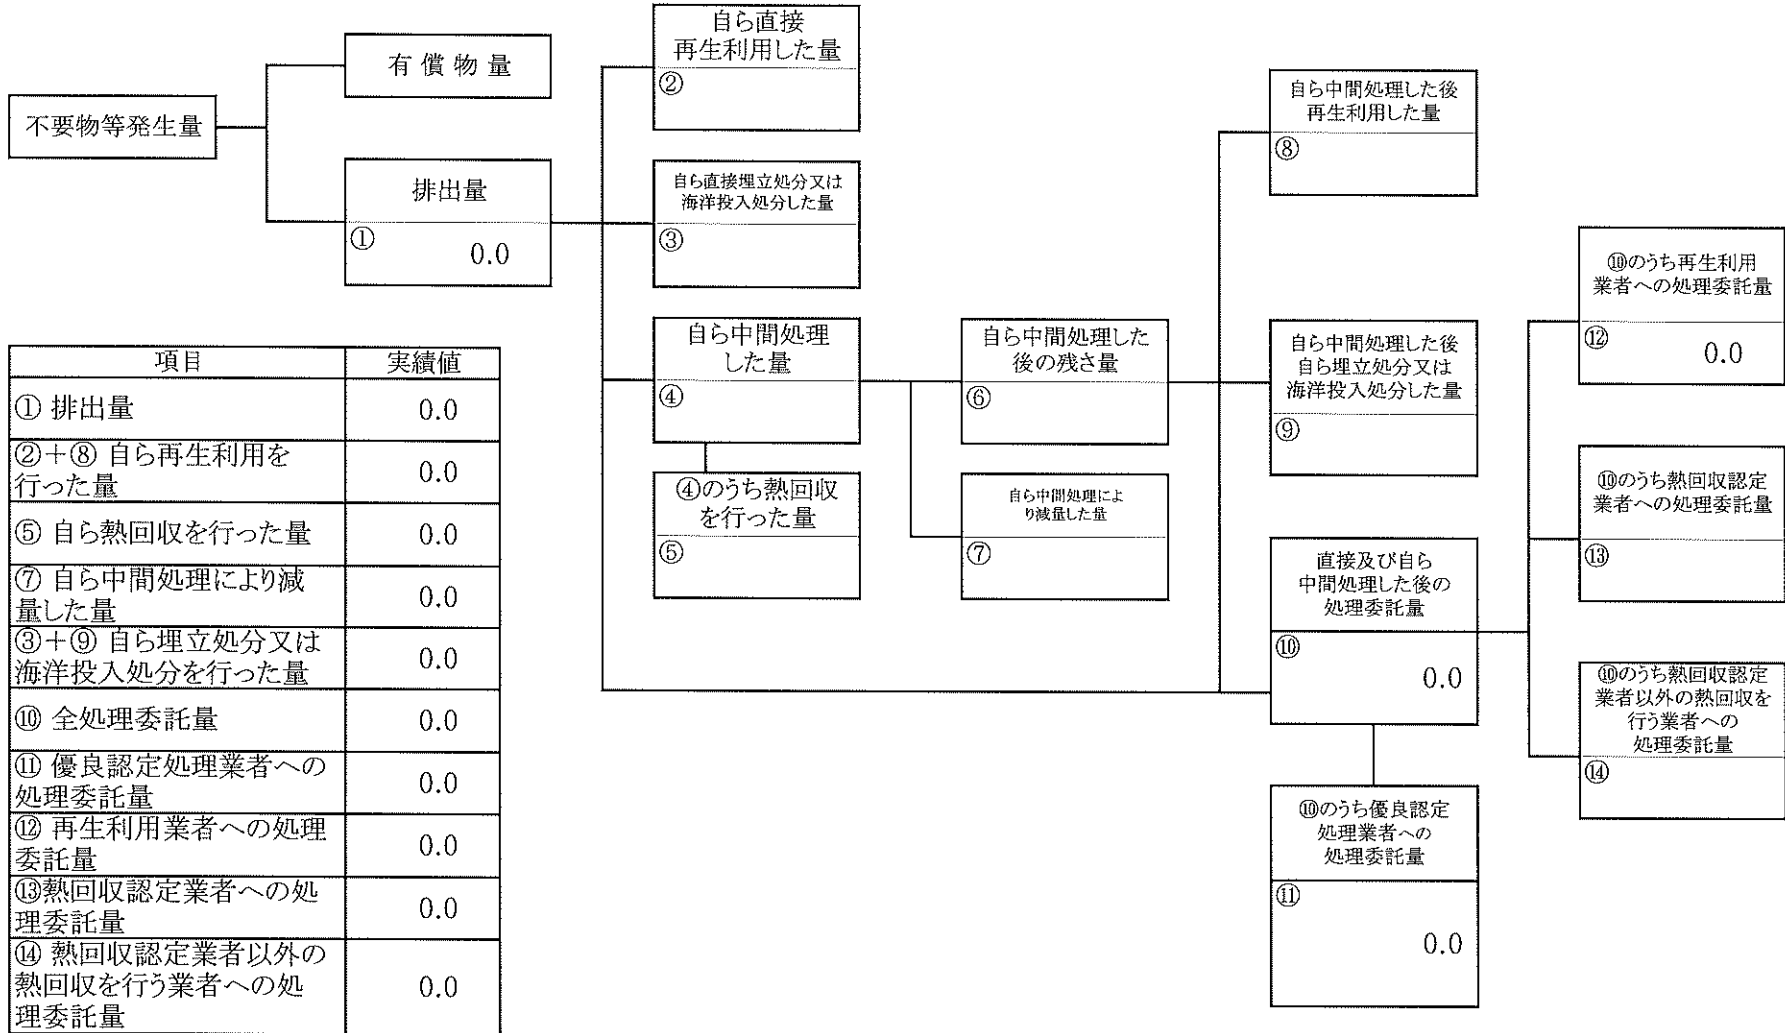 不要物等発生量
有償物量
排出量
①
0.0
自ら直接
再生利用した量
②
自ら直接埋立処分又は
海洋投入処分した量
③
自ら中間処理
した量
④
④のうち熱回収
を行った量
⑤
自ら中間処理した
後の残さ量
⑥
自ら中間処理によ
り減量した量
⑦
自ら中間処理した後
再生利用した量
⑧
自ら中間処理した後
自ら埋立処分又は
海洋投入処分した量
⑨
直接及び自ら
中間処理した後の
処理委託量
⑩
0.0
⑩のうち優良認定
処理業者への
処理委託量
⑪
0.0
⑩のうち再生利用
業者への処理委託量
⑫
0.0
⑩のうち熱回収認定
業者への処理委託量
⑬
⑩のうち熱回収認定
業者以外の熱回収を
行う業者への
処理委託量
⑭
項目 実績値
① 排出量 0.0
②+⑧ 自ら再生利用を
行った量 0.0
⑤ 自ら熱回収を行った量 0.0
⑦ 自ら中間処理により減
量した量 0.0
③+⑨ 自ら埋立処分又は
海洋投入処分を行った量 0.0
⑩ 全処理委託量 0.0
⑪ 優良認定処理業者への
処理委託量 0.0
⑫ 再生利用業者への処理
委託量 0.0
⑬熱回収認定業者への処
理委託量 0.0
⑭ 熱回収認定業者以外の
熱回収を行う業者への処
理委託量 0.0